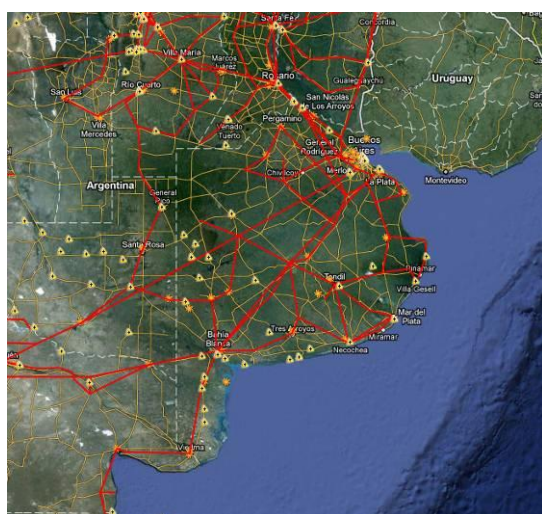 Santa Fé
Concordia
Villa María
Marcos
Juárez
Rosario
Gualeguaychú
Uruguay
San Luis
Río Cuarto
San Nicolás
de Los Arroyos
Villa
Mercedes
Venado
Tuerto
Pergamino
General
Rodríguez
Buenos
Aires
Merlo
Chivilcoy
La Plata
Montevideo
Argentina
General
Pico
Santa Rosa
Tandil
Pinamar
Villa Gesell
Mar del
Plata
Miramar
Bahía
Blanca
Tres Arroyos
Necochea
Viedma